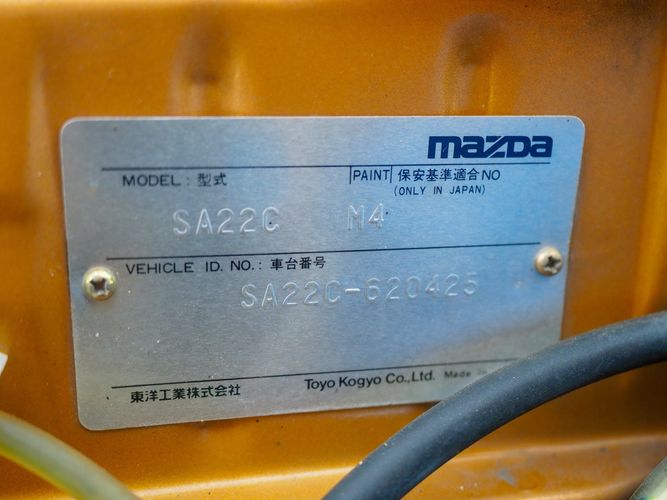 mazda
MODEL : 型式 PAINT 保安基準適合NO
(ONLY IN JAPAN)
SA22C M4
VEHICLE ID. NO. : 車台番号
SA22C-620425
東洋工業株式会社 Toyo Kogyo Co., Ltd. Made in